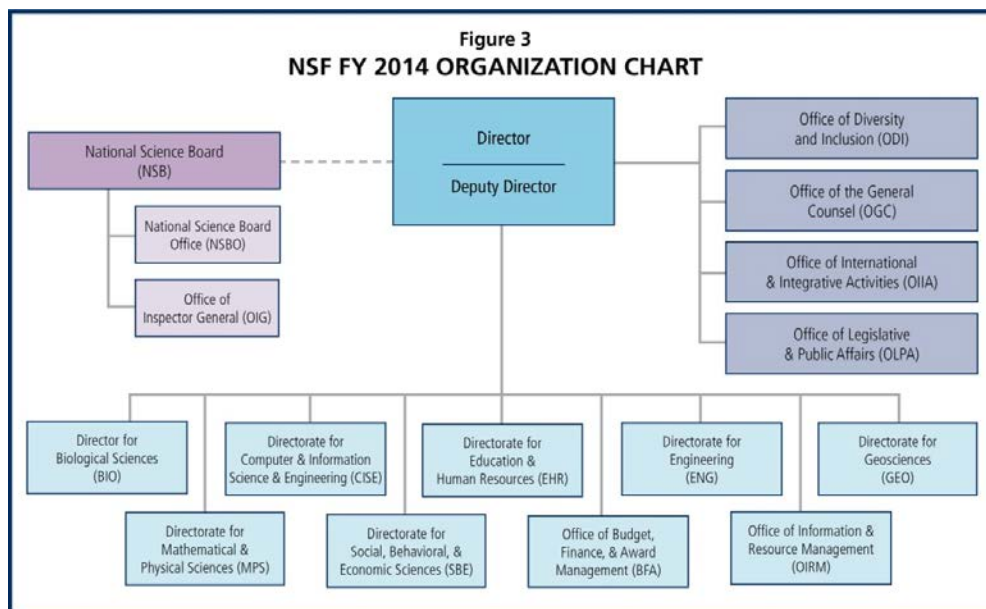 Figure 3
NSF FY 2014 ORGANIZATION CHART
Director
Deputy Director
National Science Board
(NSB)
National Science Board
Office (NSBO)
Office of
Inspector General (OIG)
Office of Diversity
and Inclusion (ODI)
Office of the General
Counsel (OGC)
Office of International
& Integrative Activities (OIIA)
Office of Legislative
& Public Affairs (OLPA)
Director for
Biological Sciences
(BIO)
Directorate for
Computer & Information
Science & Engineering (CISE)
Directorate for
Education &
Human Resources (EHR)
Directorate for
Engineering
(ENG)
Directorate for
Geosciences
(GEO)
Directorate for
Mathematical &
Physical Sciences (MPS)
Directorate for
Social, Behavioral, &
Economic Sciences (SBE)
Office of Budget,
Finance, & Award
Management (BFA)
Office of Information &
Resource Management
(OIRM)